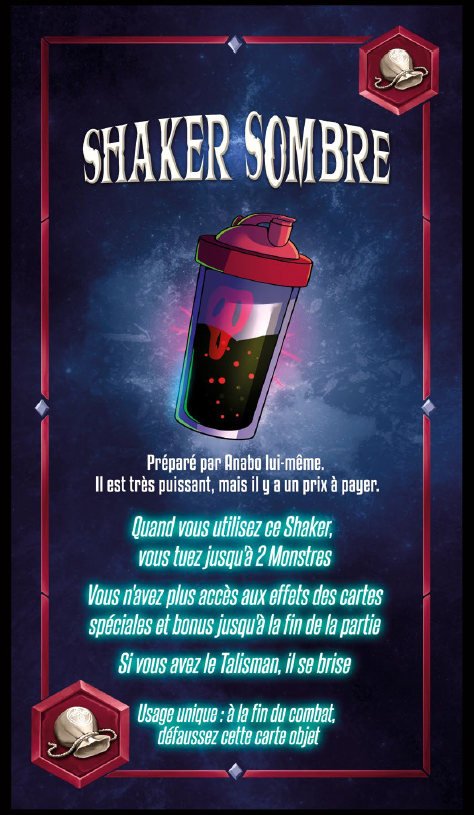 SHAKER SOMBRE
Préparé par Anabo lui-même.
Il est très puissant, mais il y a un prix à payer.
Quand vous utilisez ce Shaker,
vous tuez jusqu'à 2 Monstres
Vous n'avez plus accès aux effets des cartes
spéciales et bonus jusqu'à la fin de la partie
Si vous avez le Talisman, il se brise
Usage unique : à la fin du combat,
défaussez cette carte objet